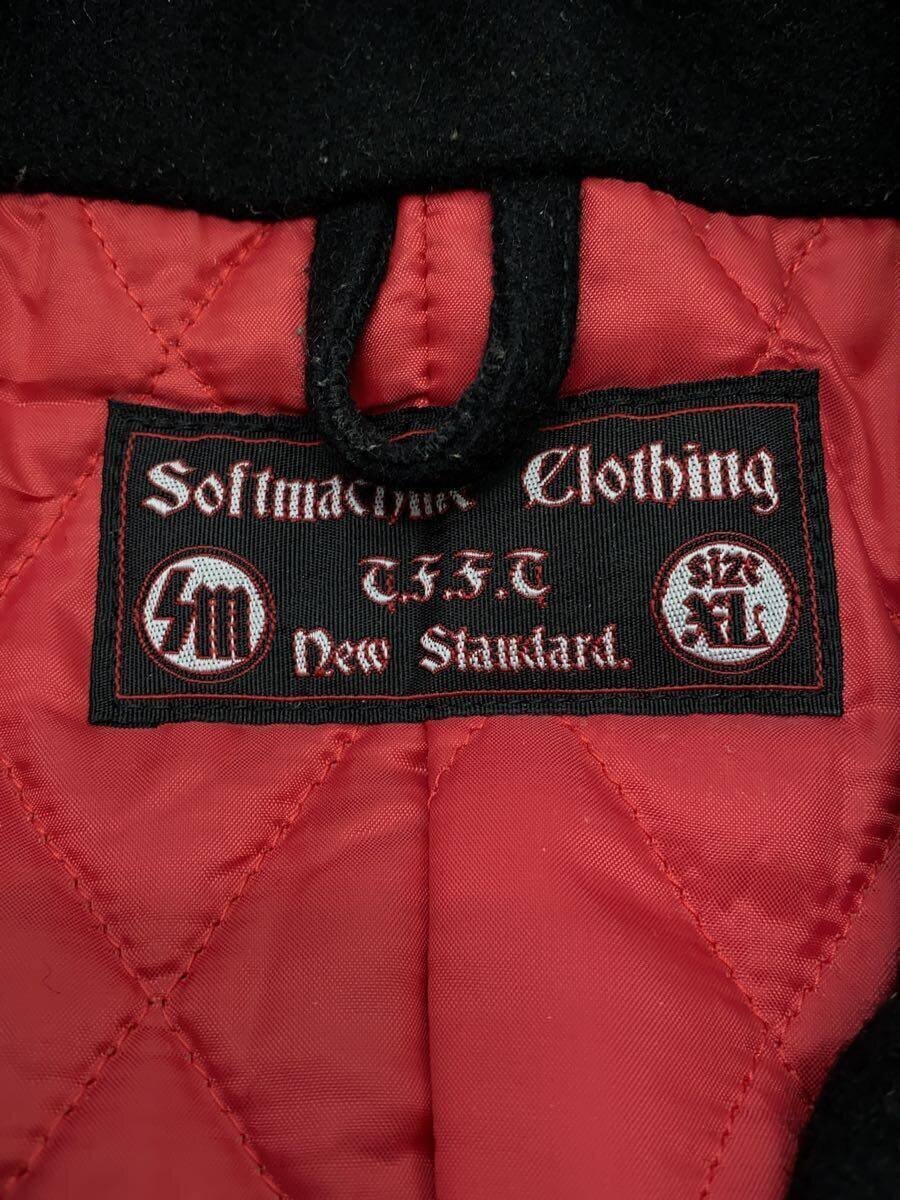 Softmachine Clothing
T.F.F.T
New Standard.
SM
size
XL